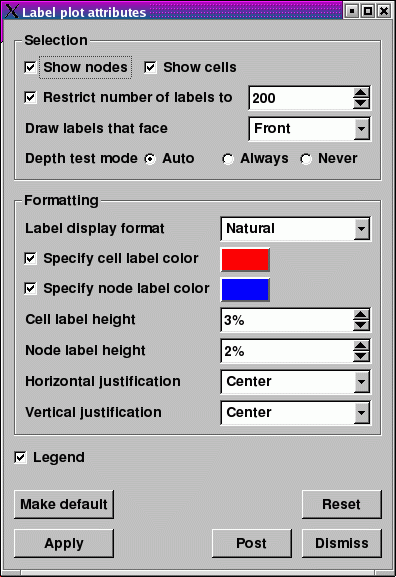 Label plot attributes
Selection
Show nodes Show cells
Restrict number of labels to 200
Draw labels that face Front
Depth test mode Auto Always Never
Formatting
Label display format Natural
Specify cell label color
Specify node label color
Cell label height 3%
Node label height 2%
Horizontal justification Center
Vertical justification Center
Legend
Make default Reset
Apply Post Dismiss